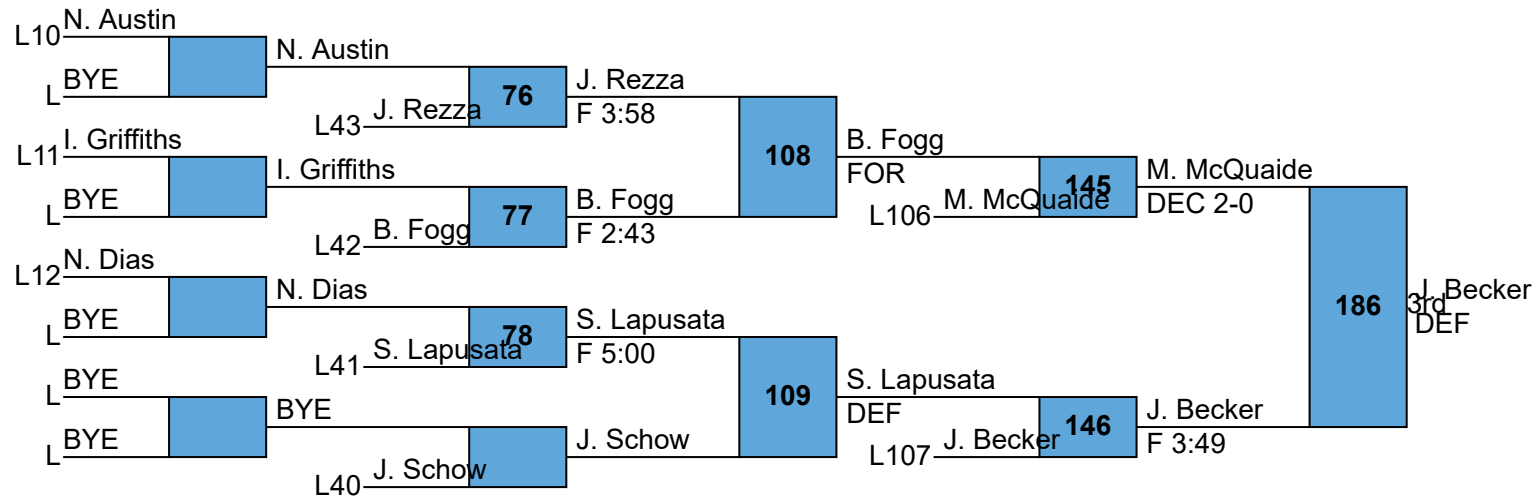 N. Austin
L10
N. Austin
BYE
L
76
J. Rezza
F 3:58
J. Rezza
L43
I. Griffiths
L11
108
B. Fogg
FOR
I. Griffiths
BYE
L
77
B. Fogg
F 2:43
B. Fogg
L42
M. McQuaide
L106
145
M. McQuaide
DEC 2-0
N. Dias
L12
N. Dias
BYE
L
78
S. Lapusata
F 5:00
S. Lapusata
L41
186
3rd
J. Becker
DEF
BYE
L
BYE
109
S. Lapusata
DEF
BYE
L
J. Schow
J. Schow
L40
J. Becker
L107
146
J. Becker
F 3:49